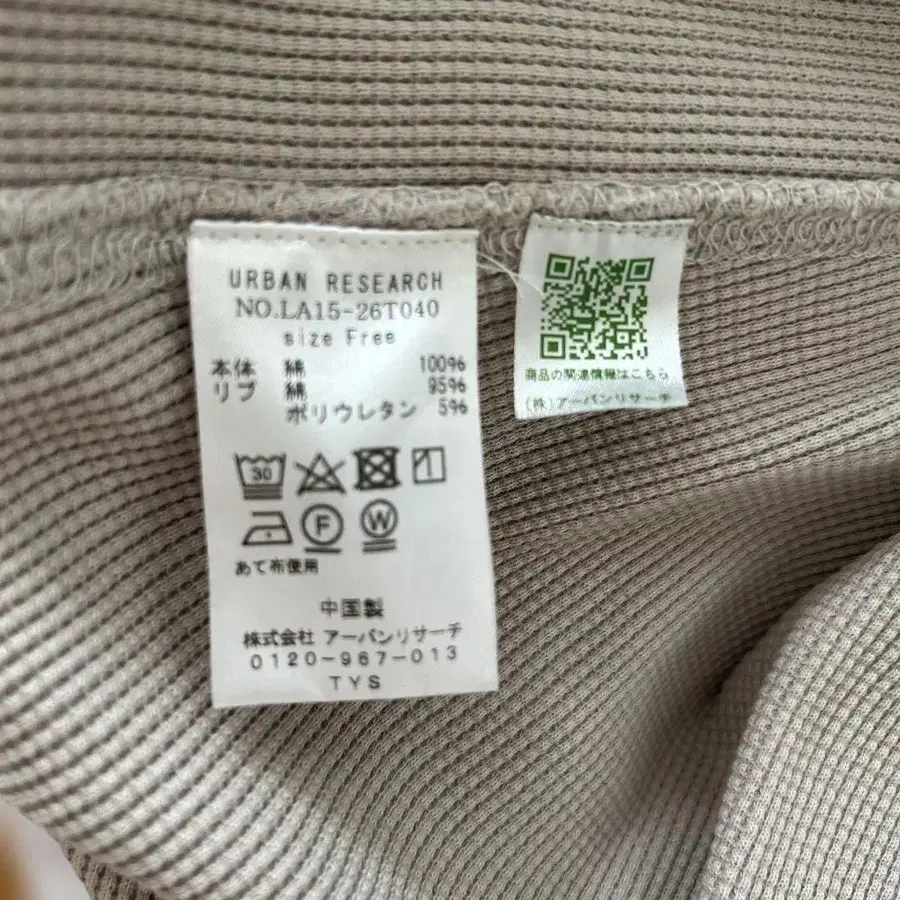 URBAN RESEARCH
NO.LA15-26T040
size Free
本体 綿 100%
リブ 綿 95%
ポリウレタン 5%
30
F
W
あて布使用
中国製
株式会社 アーバンリサーチ
0120-967-013
TYS
商品の関連情報はこちら
(株)アーバンリサーチ